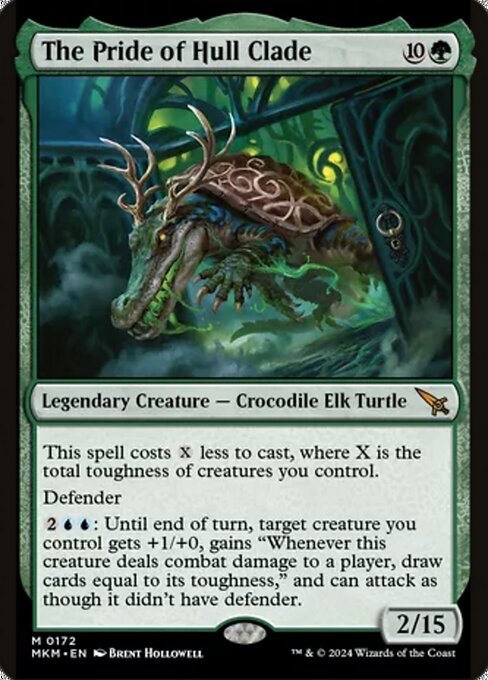 The Pride of Hull Clade 10
Legendary Creature — Crocodile Elk Turtle
This spell costs X less to cast, where X is the
total toughness of creatures you control.
Defender
2: Until end of turn, target creature you
control gets +1/+0, gains “Whenever this
creature deals combat damage to a player, draw
cards equal to its toughness,” and can attack as
though it didn’t have defender.
2/15
M 0172
MKM • EN Brent Hollowell
™ & © 2024 Wizards of the Coast